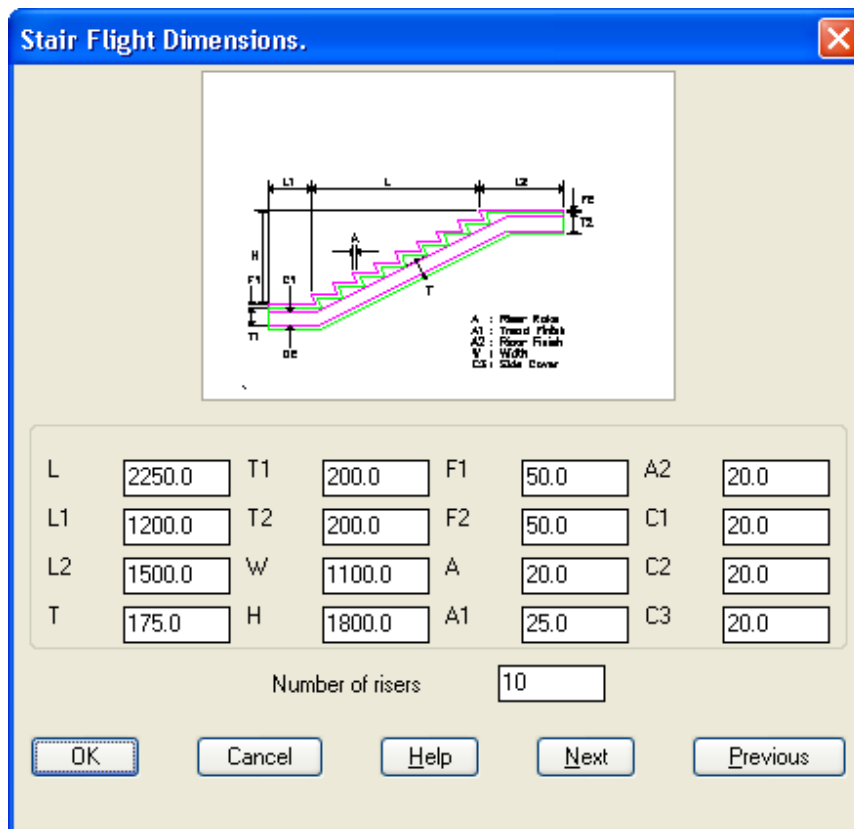 Stair Flight Dimensions.
L1 L L2
F2
T2
A
H
F1 C1
T
T1
A : Riser Rake
A1 : Tread Finish
A2 : Riser Finish
W : Width
C3 : Side Cover
L 2250.0 T1 200.0 F1 50.0 A2 20.0
L1 1200.0 T2 200.0 F2 50.0 C1 20.0
L2 1500.0 W 1100.0 A 20.0 C2 20.0
T 175.0 H 1800.0 A1 25.0 C3 20.0
Number of risers 10
OK Cancel Help Next Previous